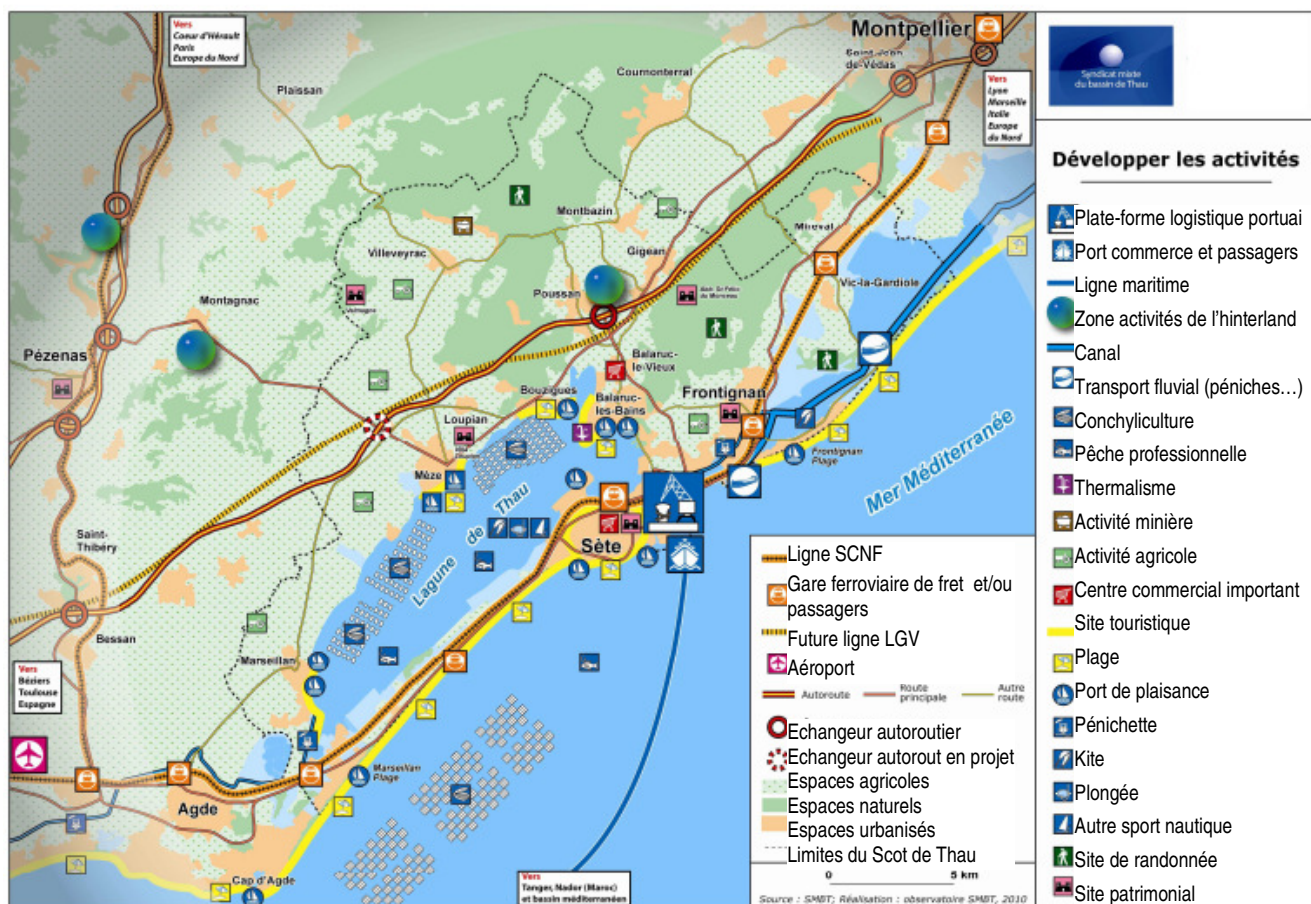 Vers
Coeur d'Hérault
Paris
Europe du Nord
Montpellier
Saint-Jean
de-Védas
Cournonterral
Plaissan
Vers
Lyon
Marseille
Italie
Europe
du Nord
Montbazin
Mireval
Gigean
Villeveyrac
Vic-la-Gardiole
Montagnac
Poussan
Pézenas
Balaruc-
le-Vieux
Frontignan
Bouzigues
Balaruc-
les-Bains
Loupian
Mèze
Frontignan
Plage
Mer Méditerranée
Lagune de Thau
Sète
Saint-
Thibéry
Bessan
Marseillan
Vers
Béziers
Toulouse
Espagne
Marseillan
Plage
Agde
Cap d'Agde
Vers
Tanger, Nador (Maroc)
et bassin méditerranéen
Ligne SCNF
Gare ferroviaire de fret et/ou
passagers
Future ligne LGV
Aéroport
Autoroute
Route
principale
Autre
route
Echangeur autoroutier
Echangeur autorout en projet
Espaces agricoles
Espaces naturels
Espaces urbanisés
Limites du Scot de Thau
0 5 km
Source : SMBT; Réalisation : observatoire SMBT, 2010
Syndicat mixte
du bassin de Thau
Développer les activités
Plate-forme logistique portuai
Port commerce et passagers
Ligne maritime
Zone activités de l'hinterland
Canal
Transport fluvial (péniches...)
Conchyliculture
Pêche professionnelle
Thermalisme
Activité minière
Activité agricole
Centre commercial important
Site touristique
Plage
Port de plaisance
Pénichette
Kite
Plongée
Autre sport nautique
Site de randonnée
Site patrimonial